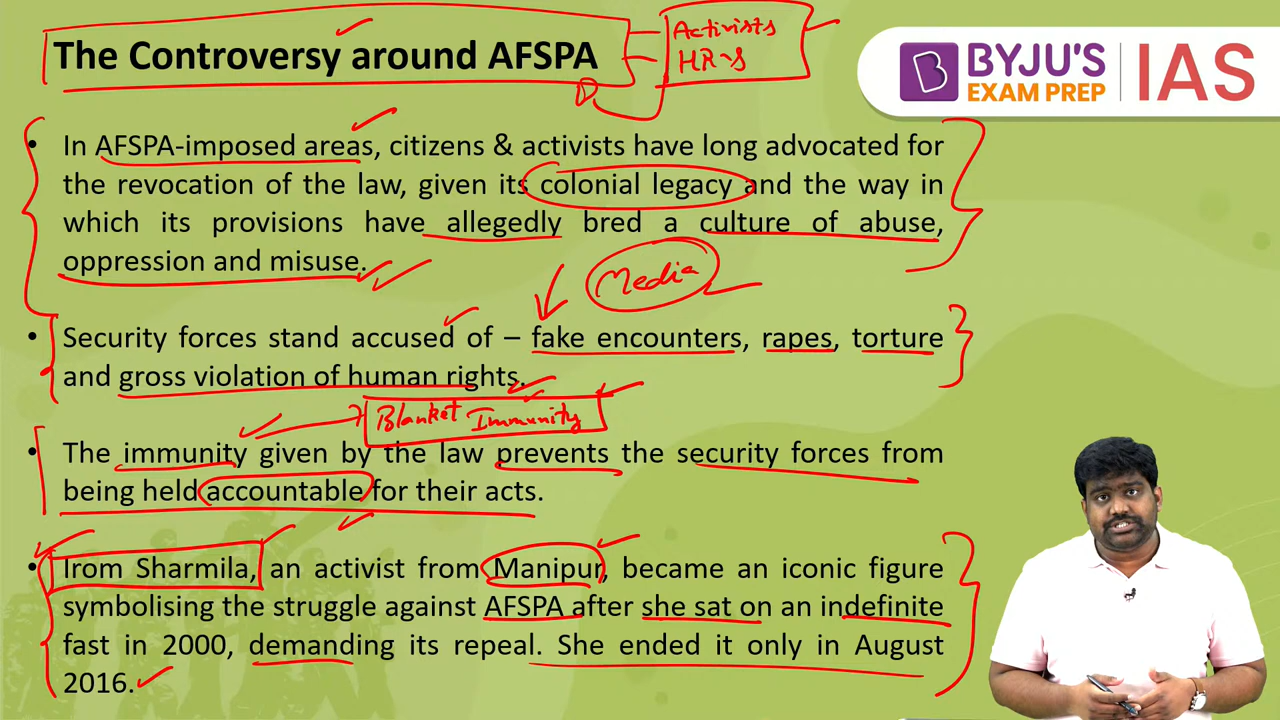 The Controversy around AFSPA
Activists
HR's
BYJU'S
EXAM PREP
IAS
• In AFSPA-imposed areas, citizens & activists have long advocated for
the revocation of the law, given its colonial legacy and the way in
which its provisions have allegedly bred a culture of abuse,
oppression and misuse.
Media
• Security forces stand accused of – fake encounters, rapes, torture
and gross violation of human rights.
Blanket Immunity
• The immunity given by the law prevents the security forces from
being held accountable for their acts.
• Irom Sharmila, an activist from Manipur, became an iconic figure
symbolising the struggle against AFSPA after she sat on an indefinite
fast in 2000, demanding its repeal. She ended it only in August
2016.